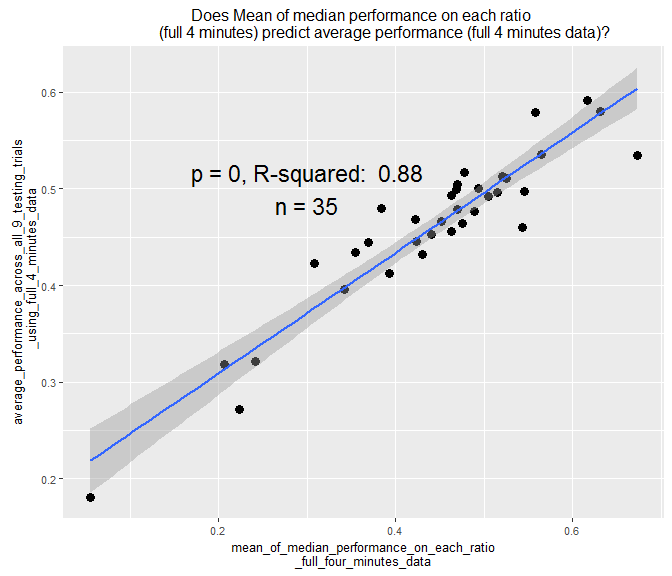 Does Mean of median performance on each ratio
(full 4 minutes) predict average performance (full 4 minutes data)?
average_performance_across_all_9_testing_trials
_using_full_4_minutes_data
0.6
0.5
0.4
0.3
0.2
p = 0, R-squared:  0.88
n = 35
0.2
0.4
0.6
mean_of_median_performance_on_each_ratio
_full_four_minutes_data